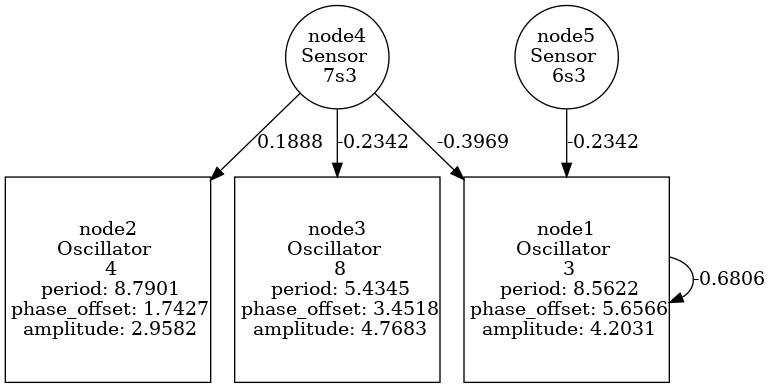 node4
Sensor
7s3
node5
Sensor
6s3
0.1888
-0.2342
-0.3969
-0.2342
node2
Oscillator
4
period: 8.7901
phase_offset: 1.7427
amplitude: 2.9582
node3
Oscillator
8
period: 5.4345
phase_offset: 3.4518
amplitude: 4.7683
node1
Oscillator
3
period: 8.5622
phase_offset: 5.6566
amplitude: 4.2031
-0.6806